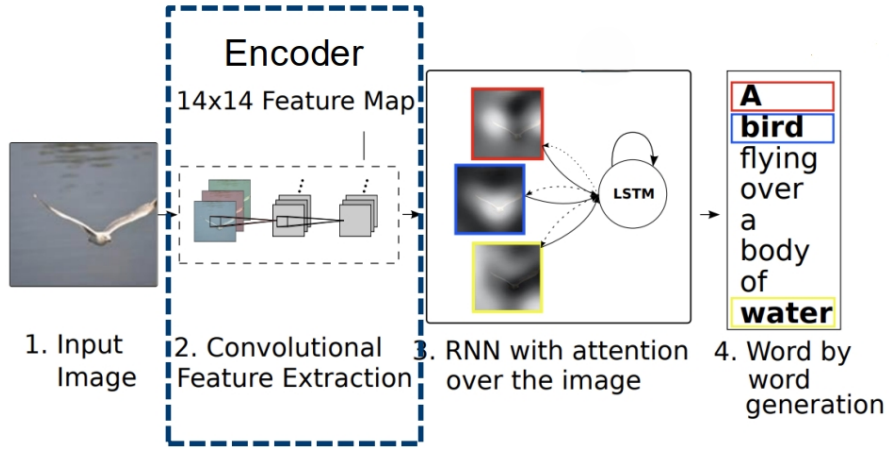 Encoder
14x14 Feature Map
LSTM
A
bird
flying
over
a
body
of
water
1. Input
Image
2. Convolutional
Feature Extraction
3. RNN with attention
over the image
4. Word by
word
generation